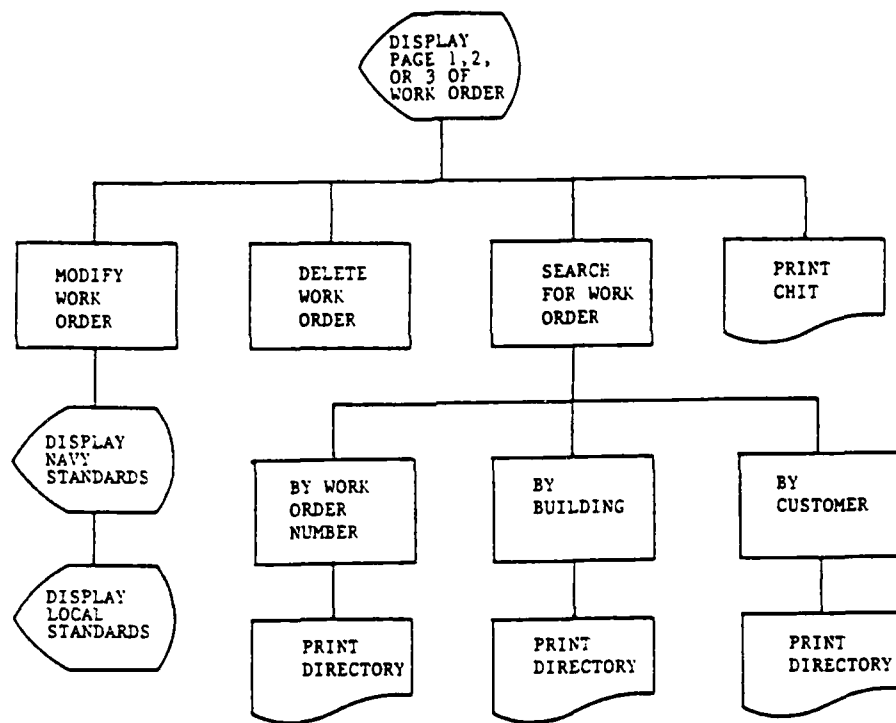 DISPLAY
PAGE 1,2,
OR 3 OF
WORK ORDER
MODIFY
WORK
ORDER
DELETE
WORK
ORDER
SEARCH
FOR WORK
ORDER
PRINT
CHIT
DISPLAY
NAVY
STANDARDS
BY WORK
ORDER
NUMBER
BY
BUILDING
BY
CUSTOMER
DISPLAY
LOCAL
STANDARDS
PRINT
DIRECTORY
PRINT
DIRECTORY
PRINT
DIRECTORY